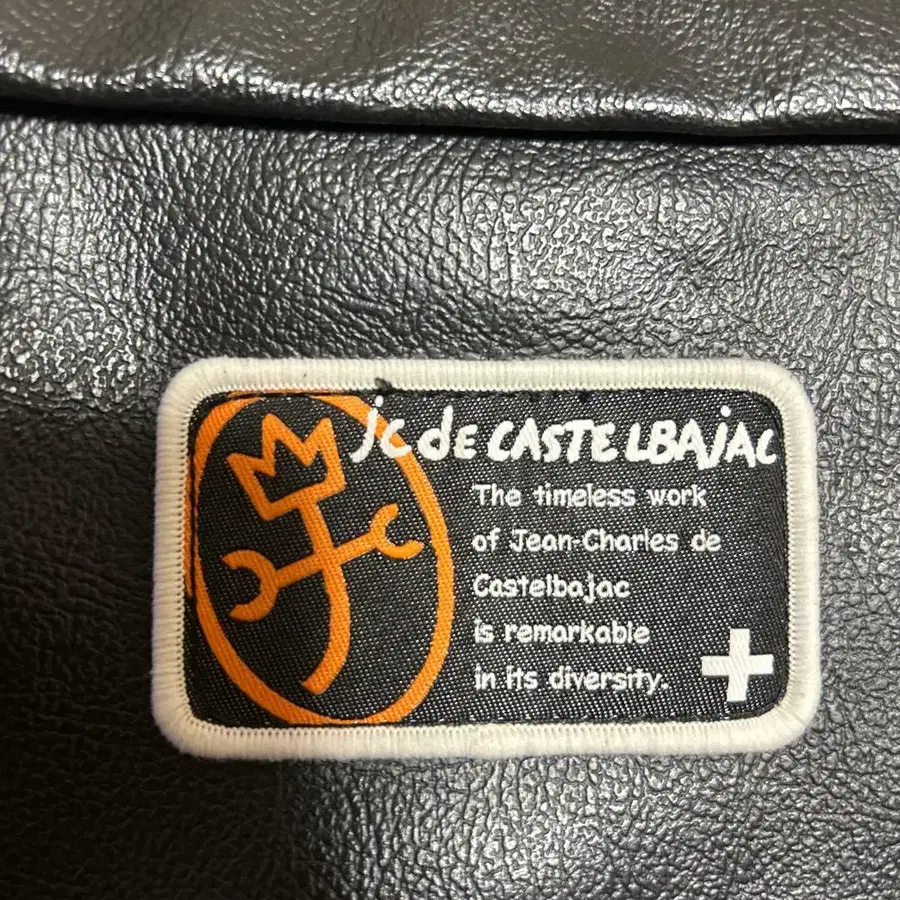 jc de CASTELBAJAC
The timeless work
of Jean-Charles de
Castelbajac
is remarkable
in its diversity.